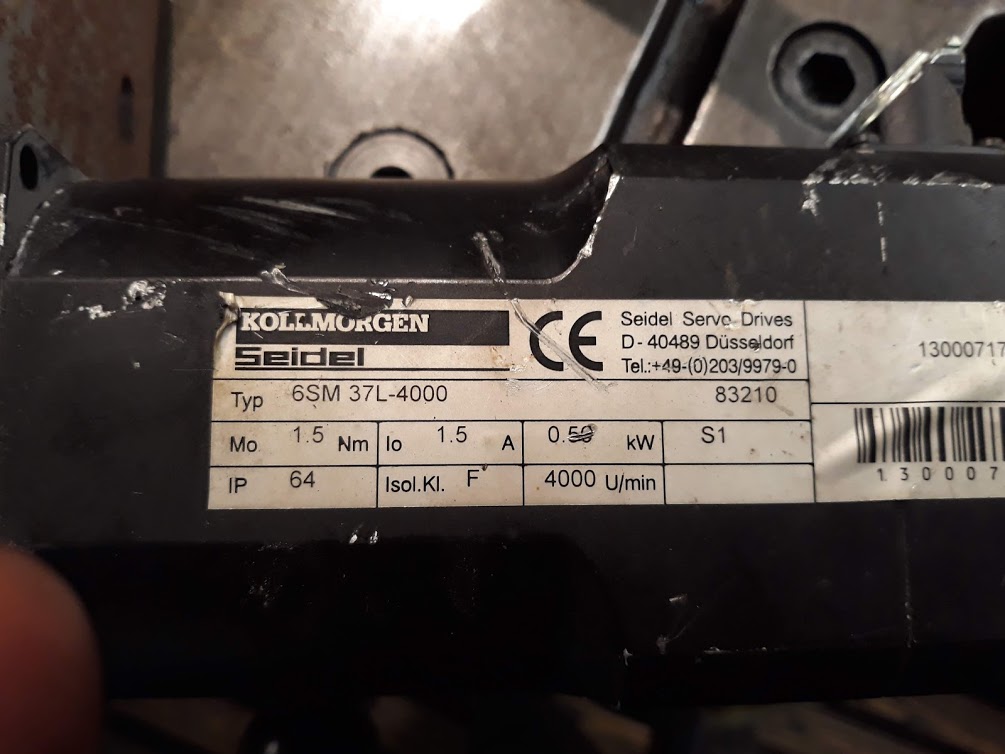 KOLLMORGEN
Seidel
CE
Seidel Servo Drives
D- 40489 Düsseldorf
Tel.:+49-(0)203/9979-0
Typ 6SM 37L-4000 83210
Mo 1.5 Nm Io 1.5 A kW S1
IP 64 Isol.Kl. F 4000 U/min
13000717
130007